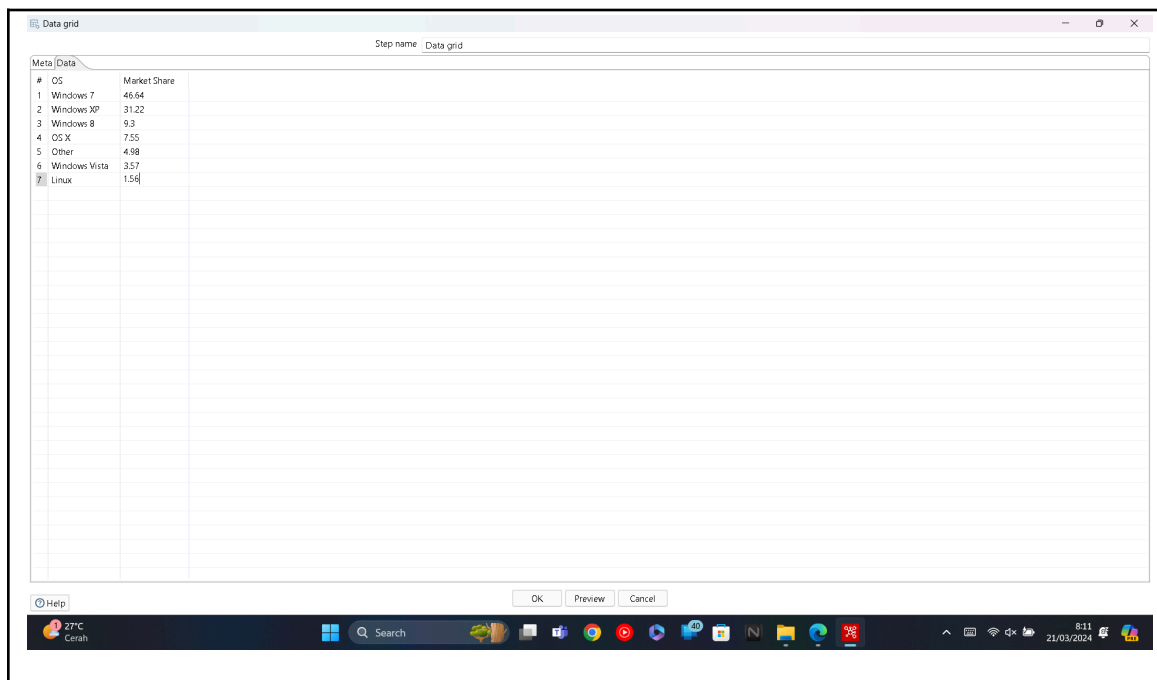 Data grid
Step name Data grid
Meta Data
# OS Market Share
1 Windows 7 46.64
2 Windows XP 31.22
3 Windows 8 9.3
4 OS X 7.55
5 Other 4.98
6 Windows Vista 3.57
7 Linux 1.56
Help OK Preview Cancel
1 27°C Search 40 8:11
Cerah 21/03/2024